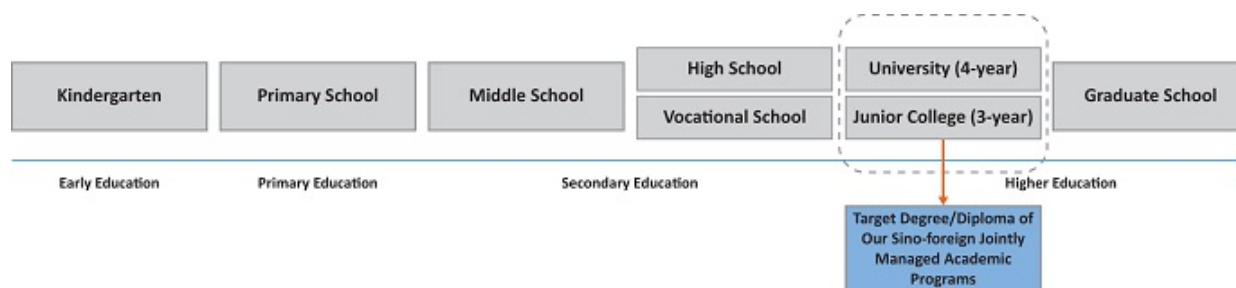 Kindergarten
Primary School
Middle School
High School
Vocational School
University (4-year)
Junior College (3-year)
Graduate School
Early Education
Primary Education
Secondary Education
Higher Education
Target Degree/Diploma of
Our Sino-foreign Jointly
Managed Academic
Programs